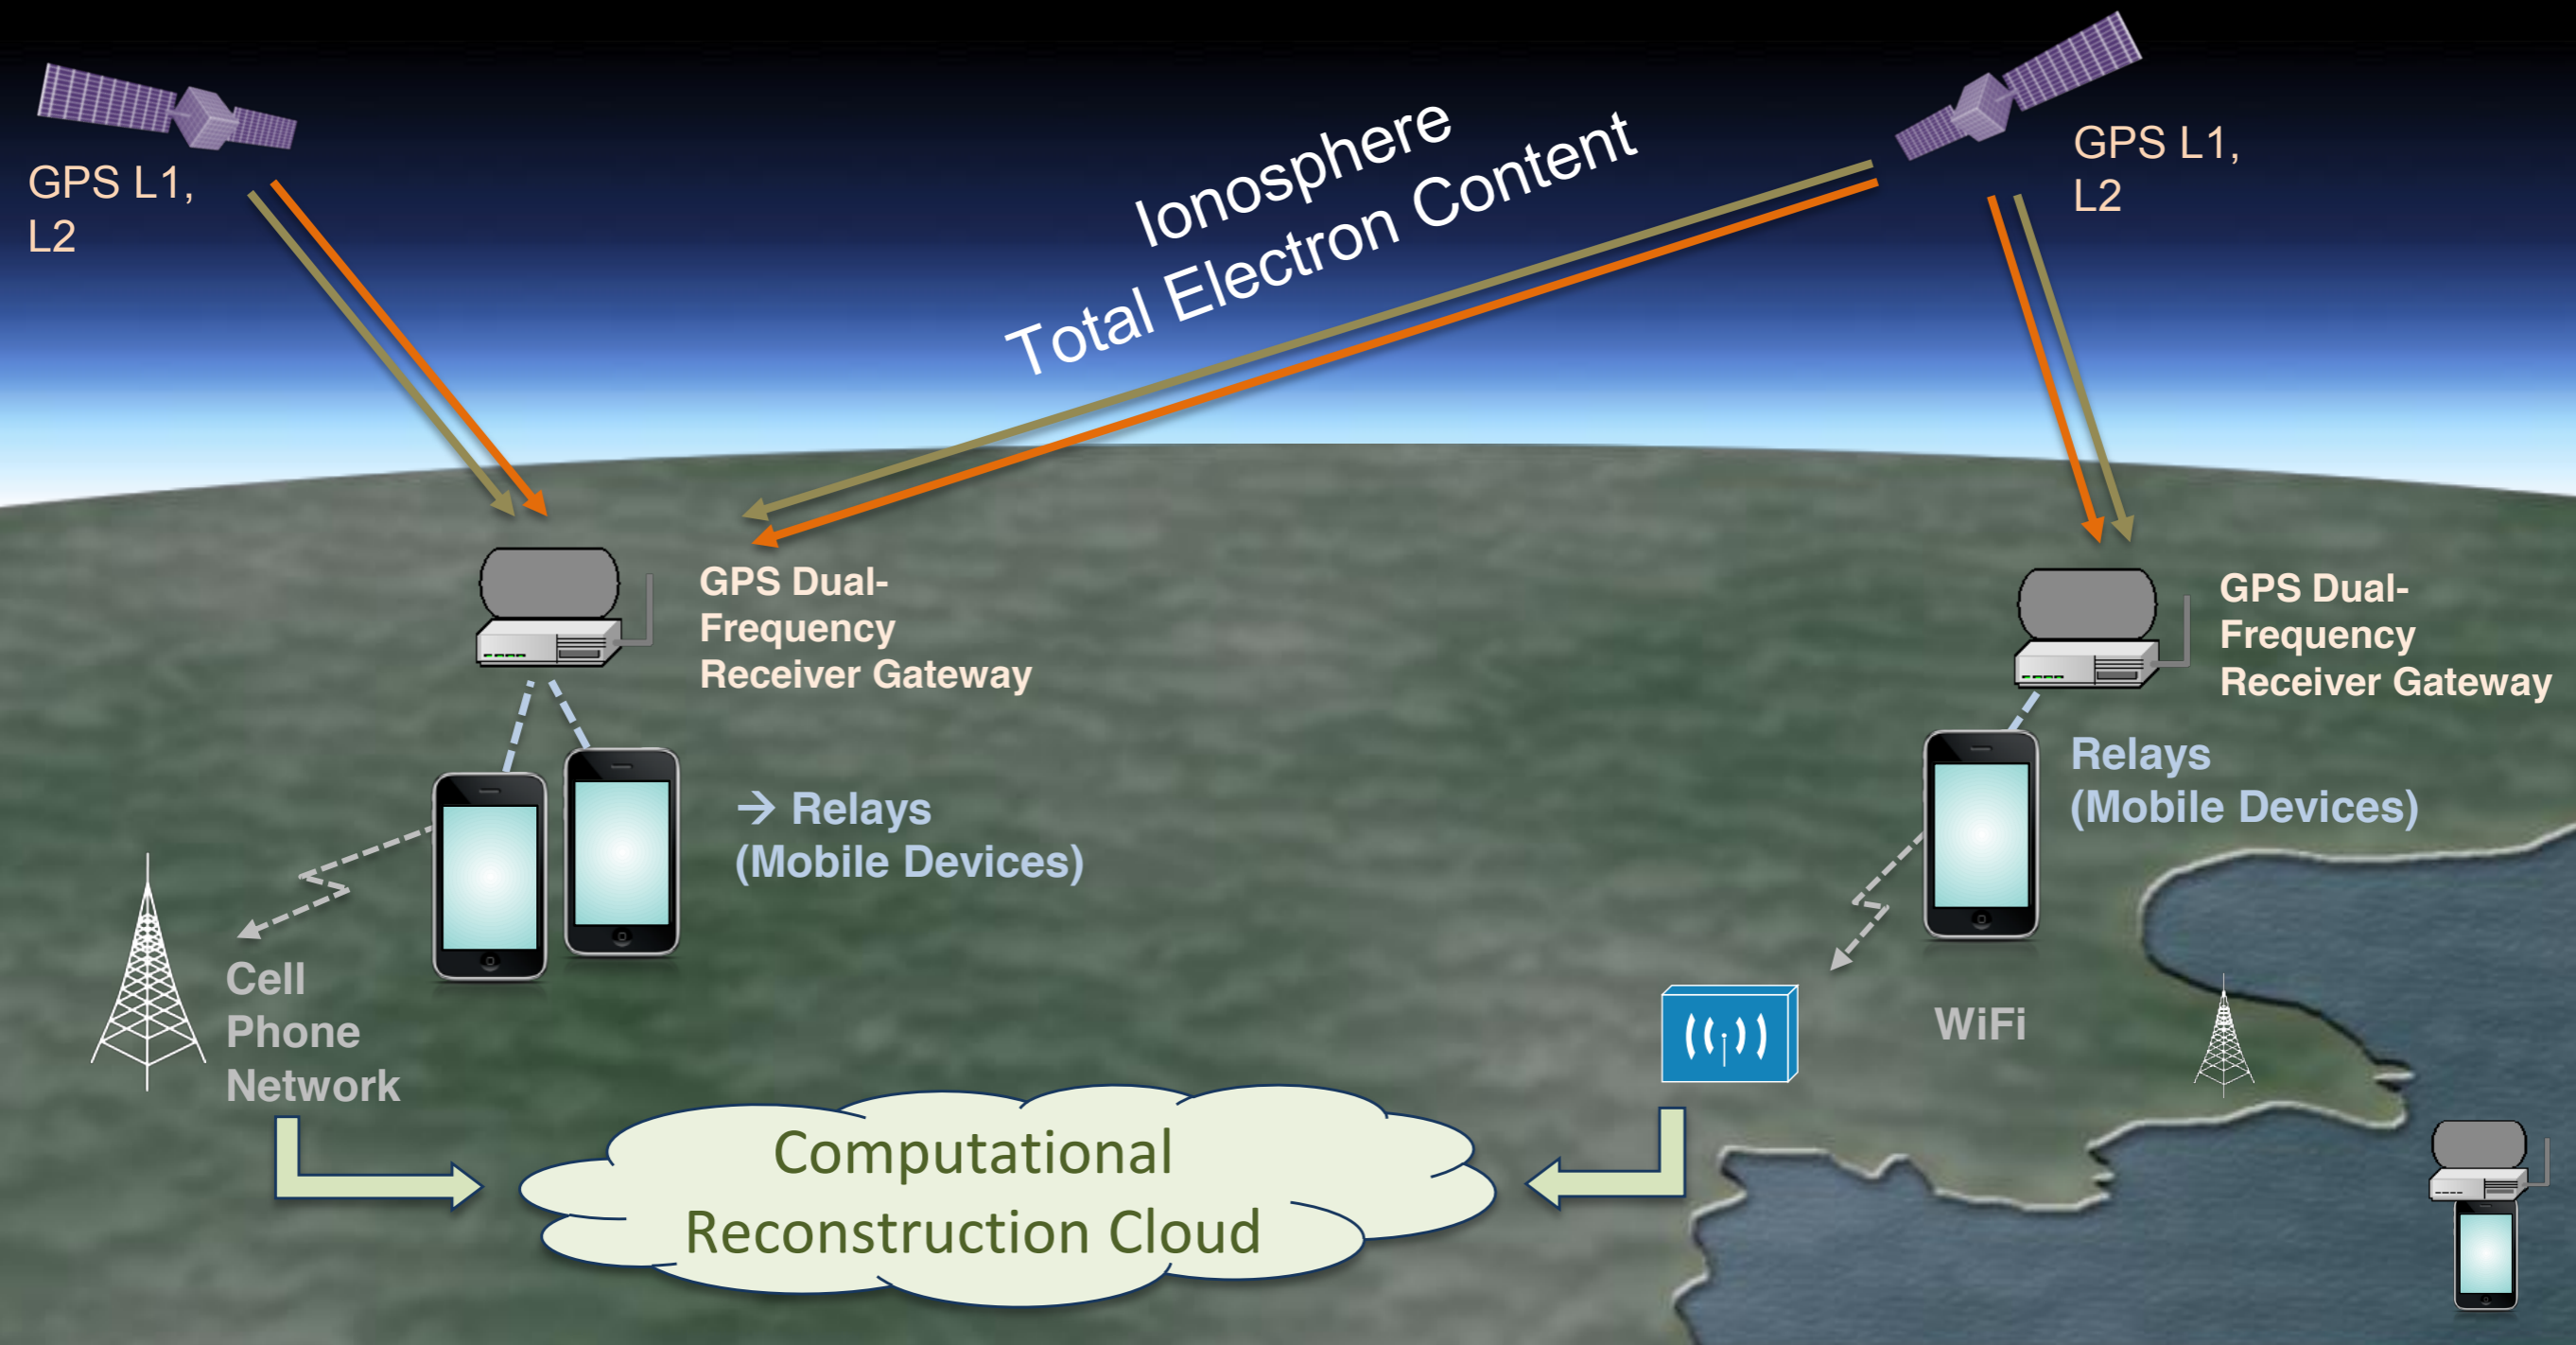 GPS L1,
L2
Ionosphere
Total Electron Content
GPS L1,
L2
GPS Dual-
Frequency
Receiver Gateway
GPS Dual-
Frequency
Receiver Gateway
→ Relays
(Mobile Devices)
Relays
(Mobile Devices)
Cell
Phone
Network
WiFi
Computational
Reconstruction Cloud